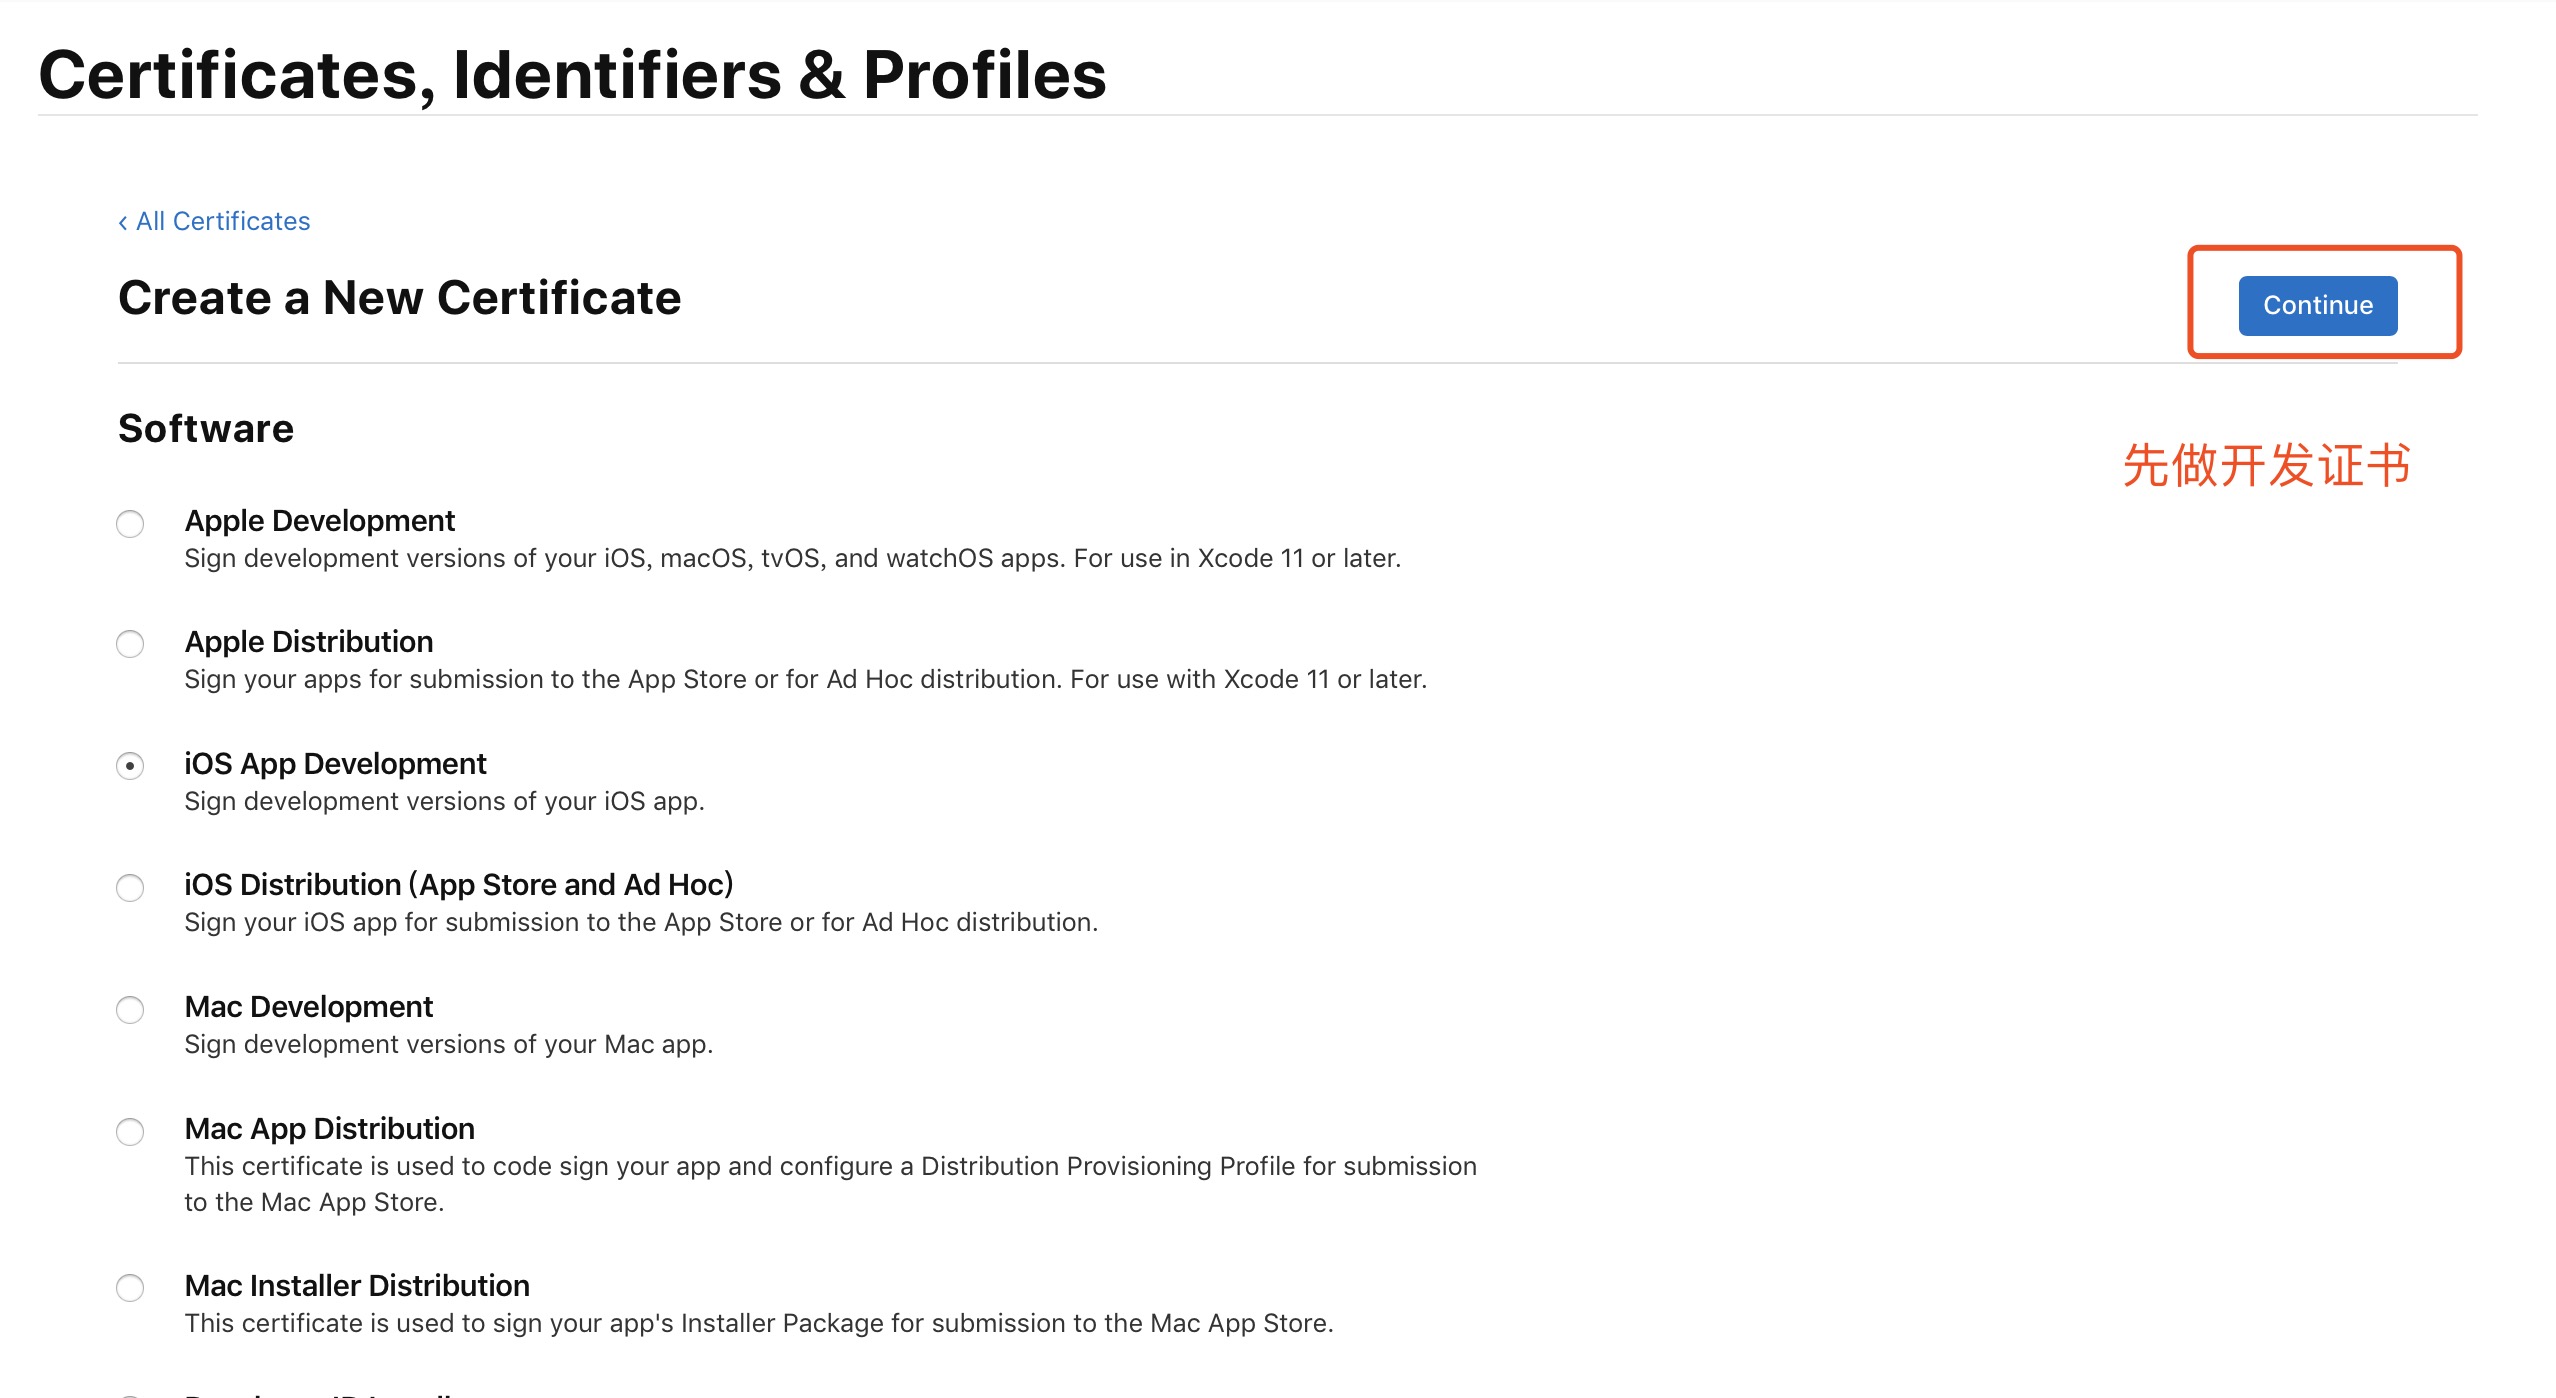 Certificates, Identifiers & Profiles
‹ All Certificates
Create a New Certificate
Continue
Software
先做开发证书
Apple Development
Sign development versions of your iOS, macOS, tvOS, and watchOS apps. For use in Xcode 11 or later.
Apple Distribution
Sign your apps for submission to the App Store or for Ad Hoc distribution. For use with Xcode 11 or later.
iOS App Development
Sign development versions of your iOS app.
iOS Distribution (App Store and Ad Hoc)
Sign your iOS app for submission to the App Store or for Ad Hoc distribution.
Mac Development
Sign development versions of your Mac app.
Mac App Distribution
This certificate is used to code sign your app and configure a Distribution Provisioning Profile for submission
to the Mac App Store.
Mac Installer Distribution
This certificate is used to sign your app's Installer Package for submission to the Mac App Store.